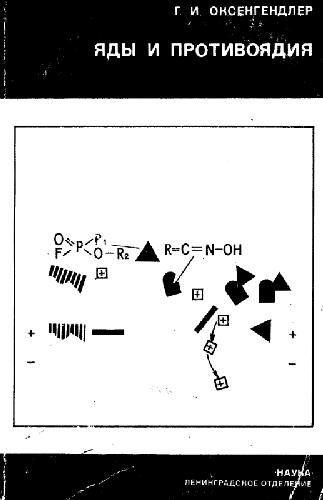 Г. И. ОКСЕНГЕНДЛЕР
ЯДЫ И ПРОТИВОЯДИЯ
O=P-R₁
F O-R₂
R=C=N-OH
+
+
+
+
+
+
+
-
-
·НАУКА·
ЛЕНИНГРАДСКОЕ ОТДЕЛЕНИЕ